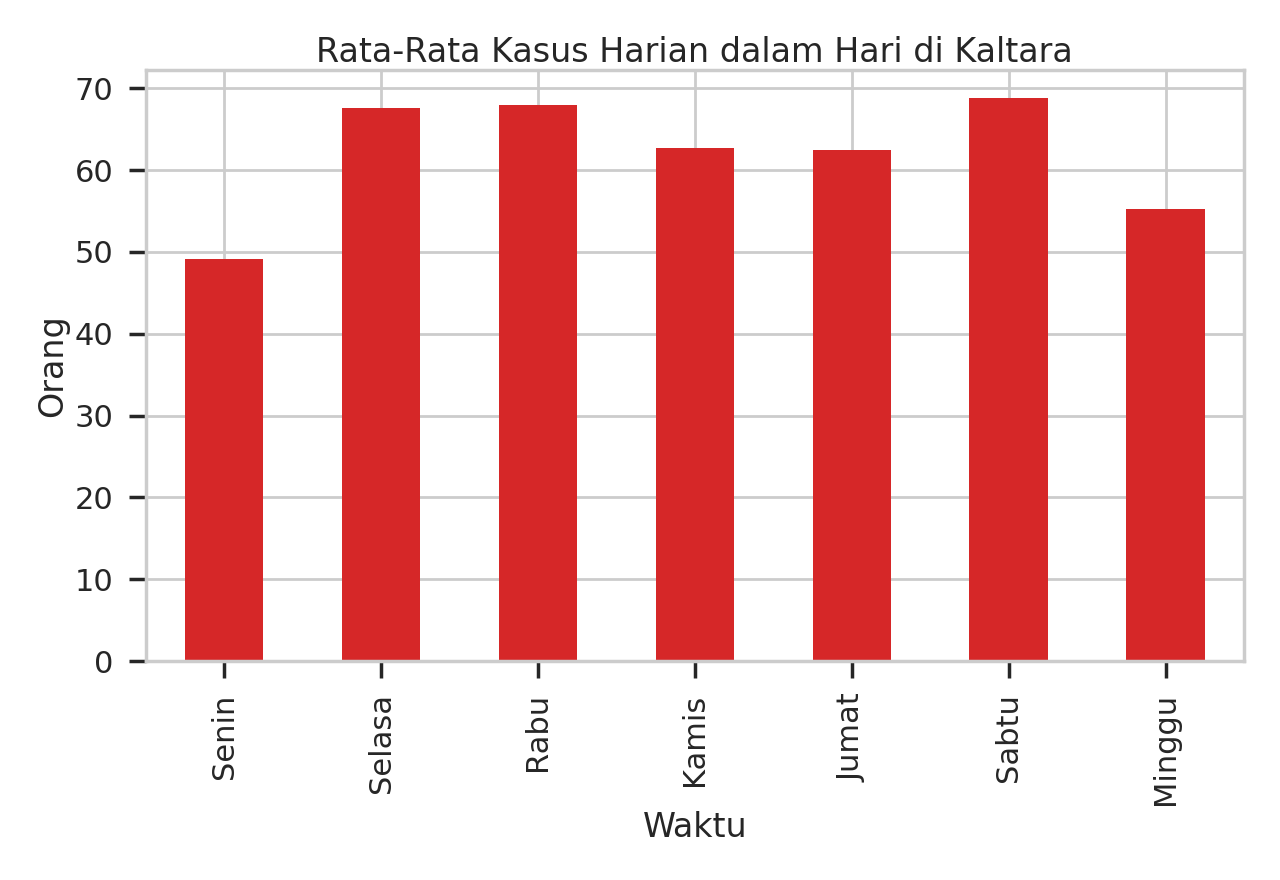 Rata-Rata Kasus Harian dalam Hari di Kaltara
70
60
50
40
30
20
10
0
Orang
Senin
Selasa
Rabu
Kamis
Jumat
Sabtu
Minggu
Waktu